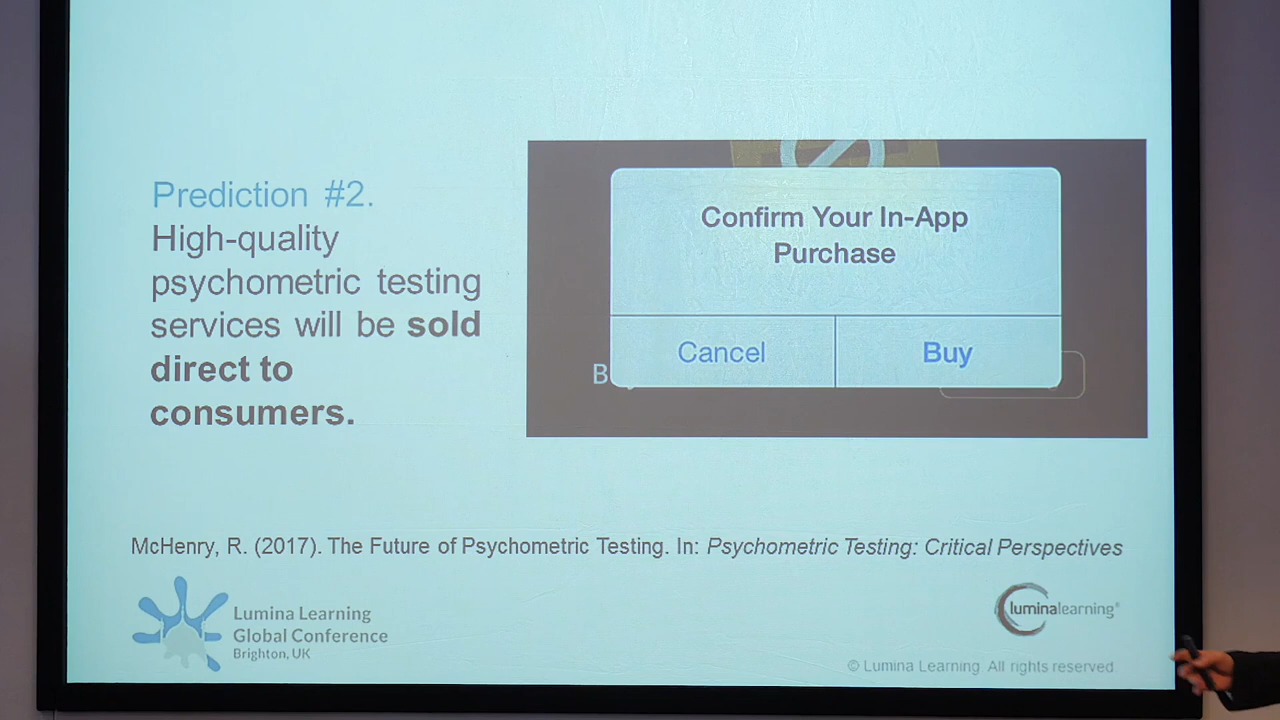 Prediction #2.
High-quality
psychometric testing
services will be sold
direct to
consumers.
Confirm Your In-App
Purchase
Cancel
Buy
McHenry, R. (2017). The Future of Psychometric Testing. In: Psychometric Testing: Critical Perspectives
Lumina Learning
Global Conference
Brighton, UK
luminalearning®
© Lumina Learning. All rights reserved